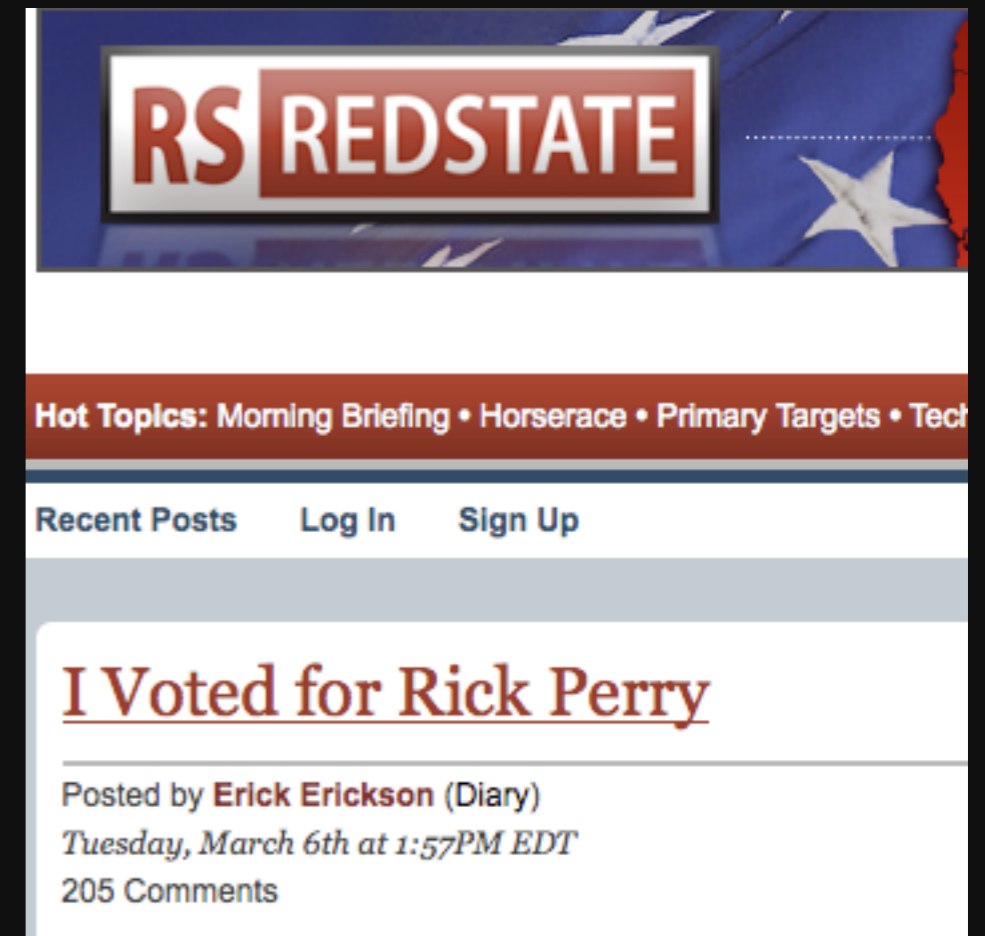 RS REDSTATE
Hot Topics: Morning Briefing • Horserace • Primary Targets • Tech
Recent Posts Log In Sign Up
I Voted for Rick Perry
Posted by Erick Erickson (Diary)
Tuesday, March 6th at 1:57PM EDT
205 Comments